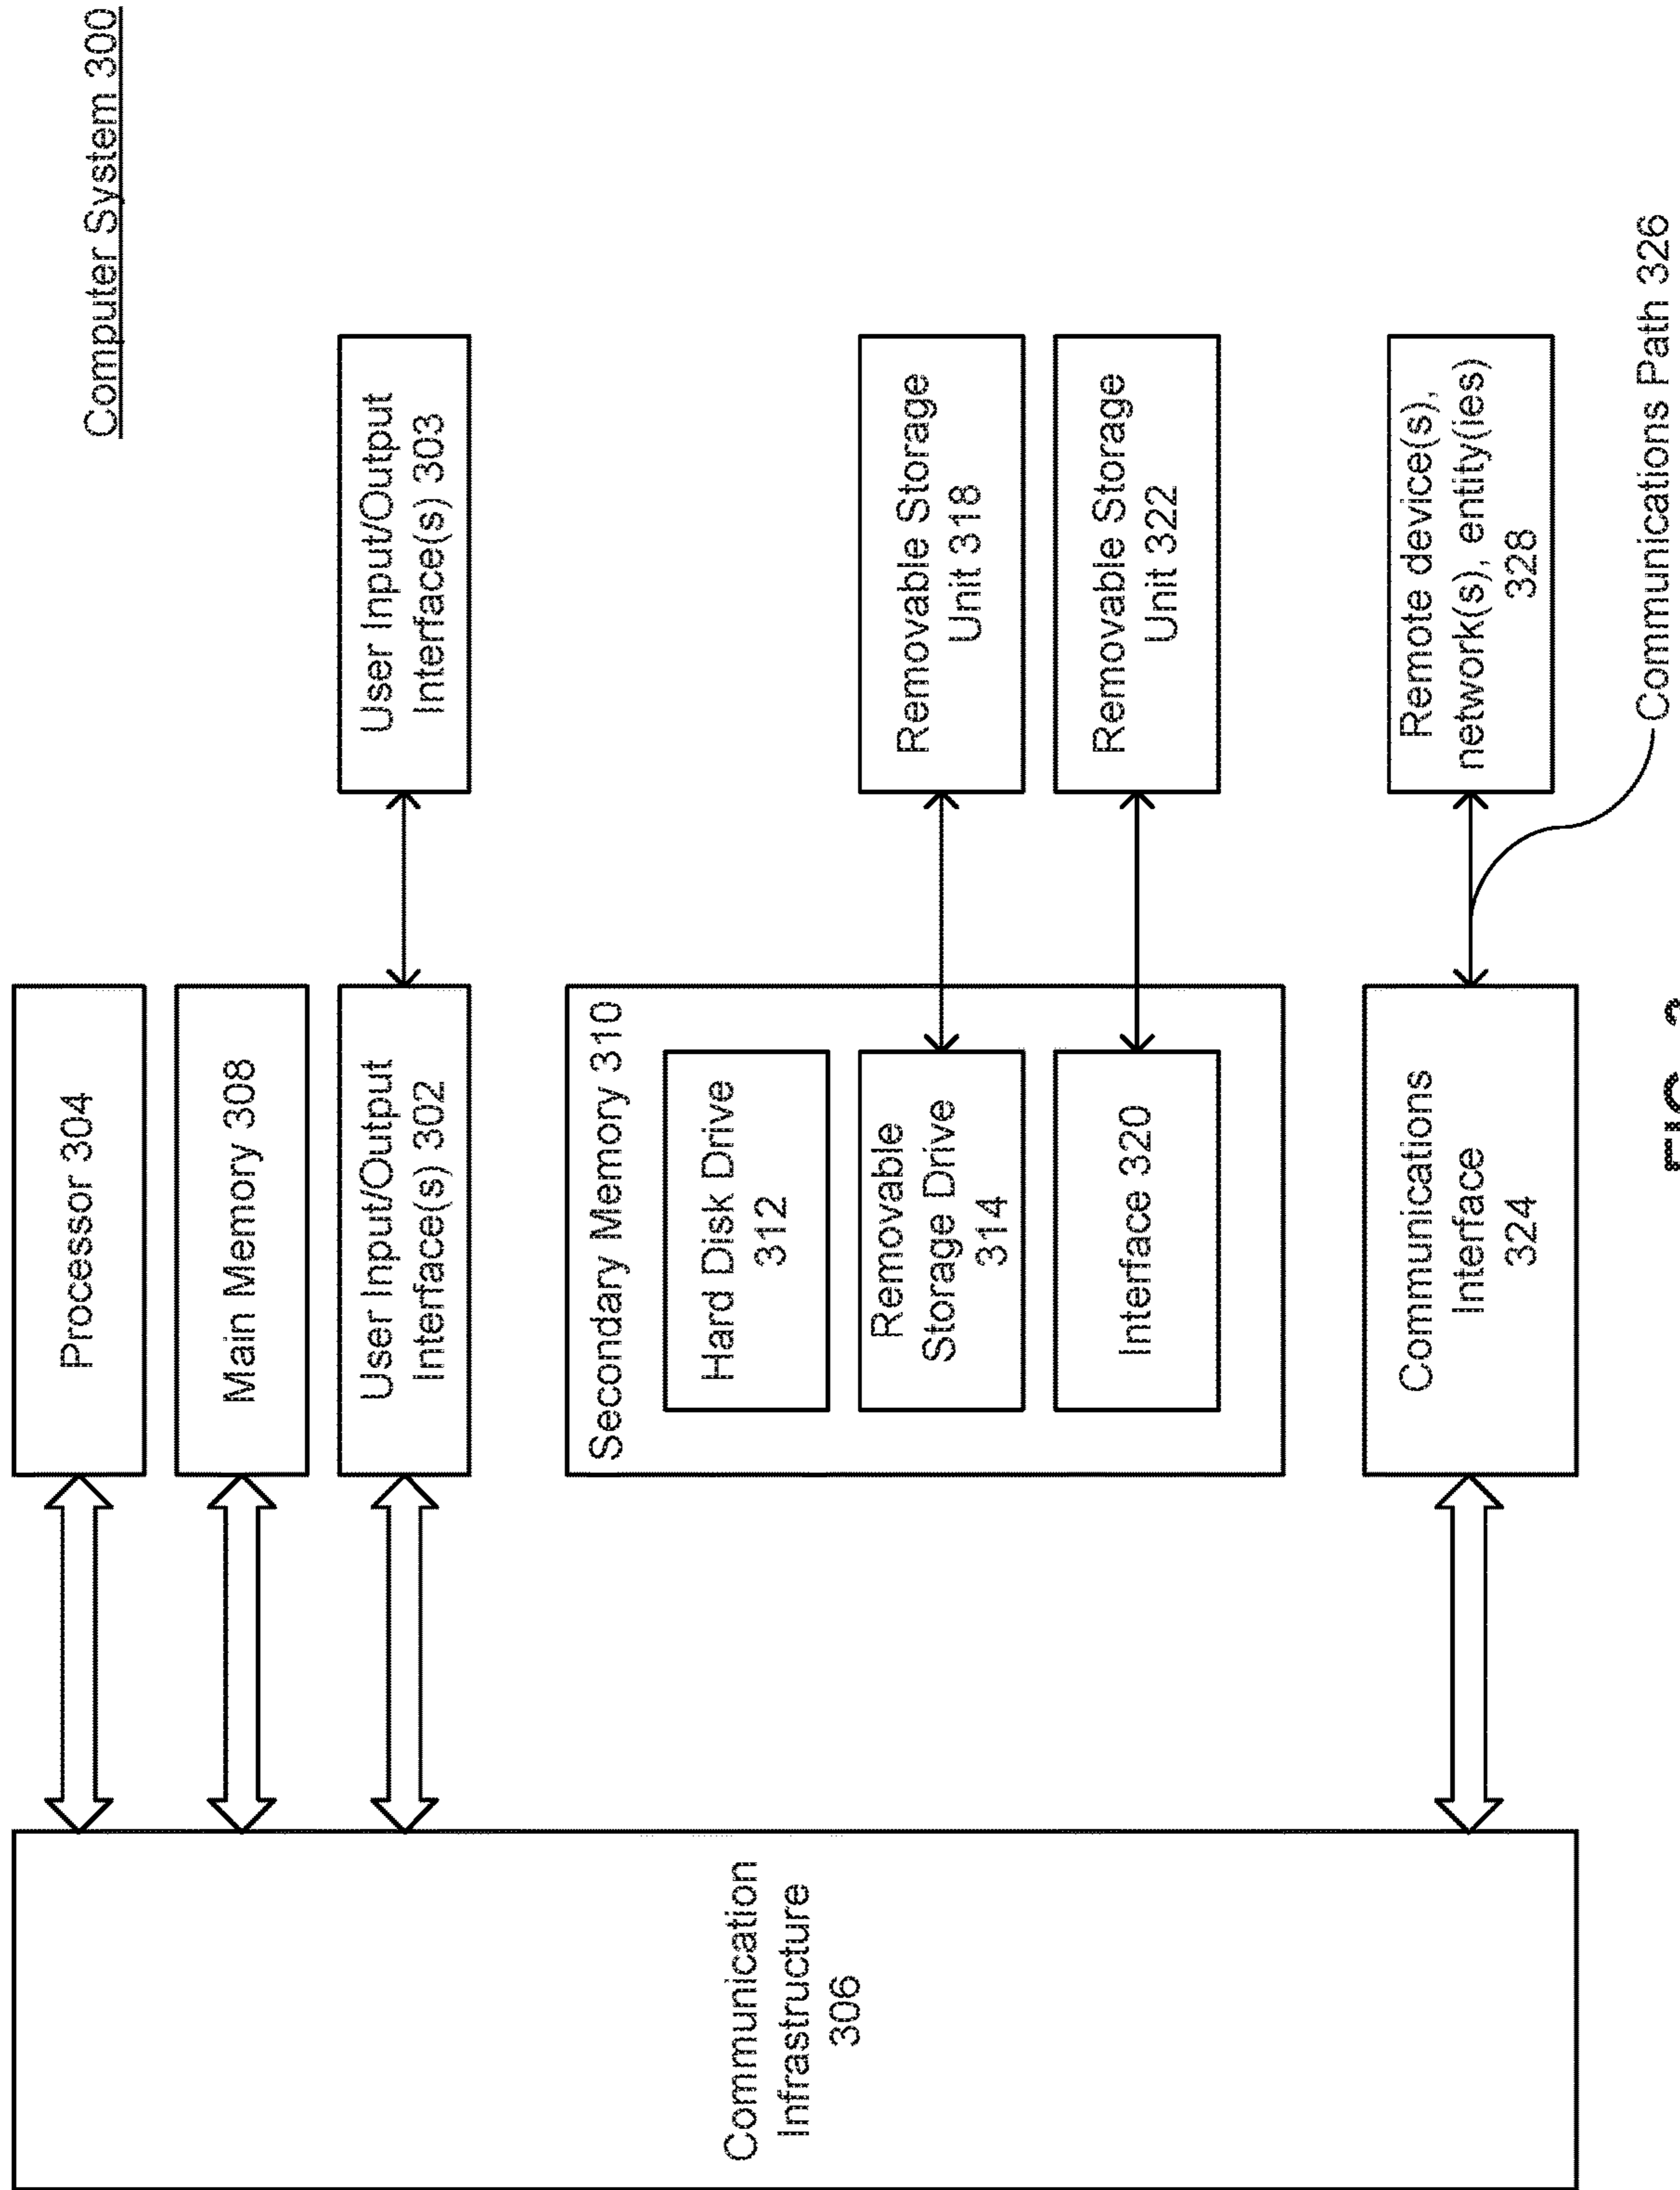 Computer System 300
Processor 304
Main Memory 308
User Input/Output
Interface(s) 302
User Input/Output
Interface(s) 303
Communication
Infrastructure
306
Secondary Memory 310
Hard Disk Drive
312
Removable
Storage Drive
314
Interface 320
Removable Storage
Unit 318
Removable Storage
Unit 322
Communications
Interface
324
Remote device(s),
network(s), entity(ies)
328
Communications Path 326